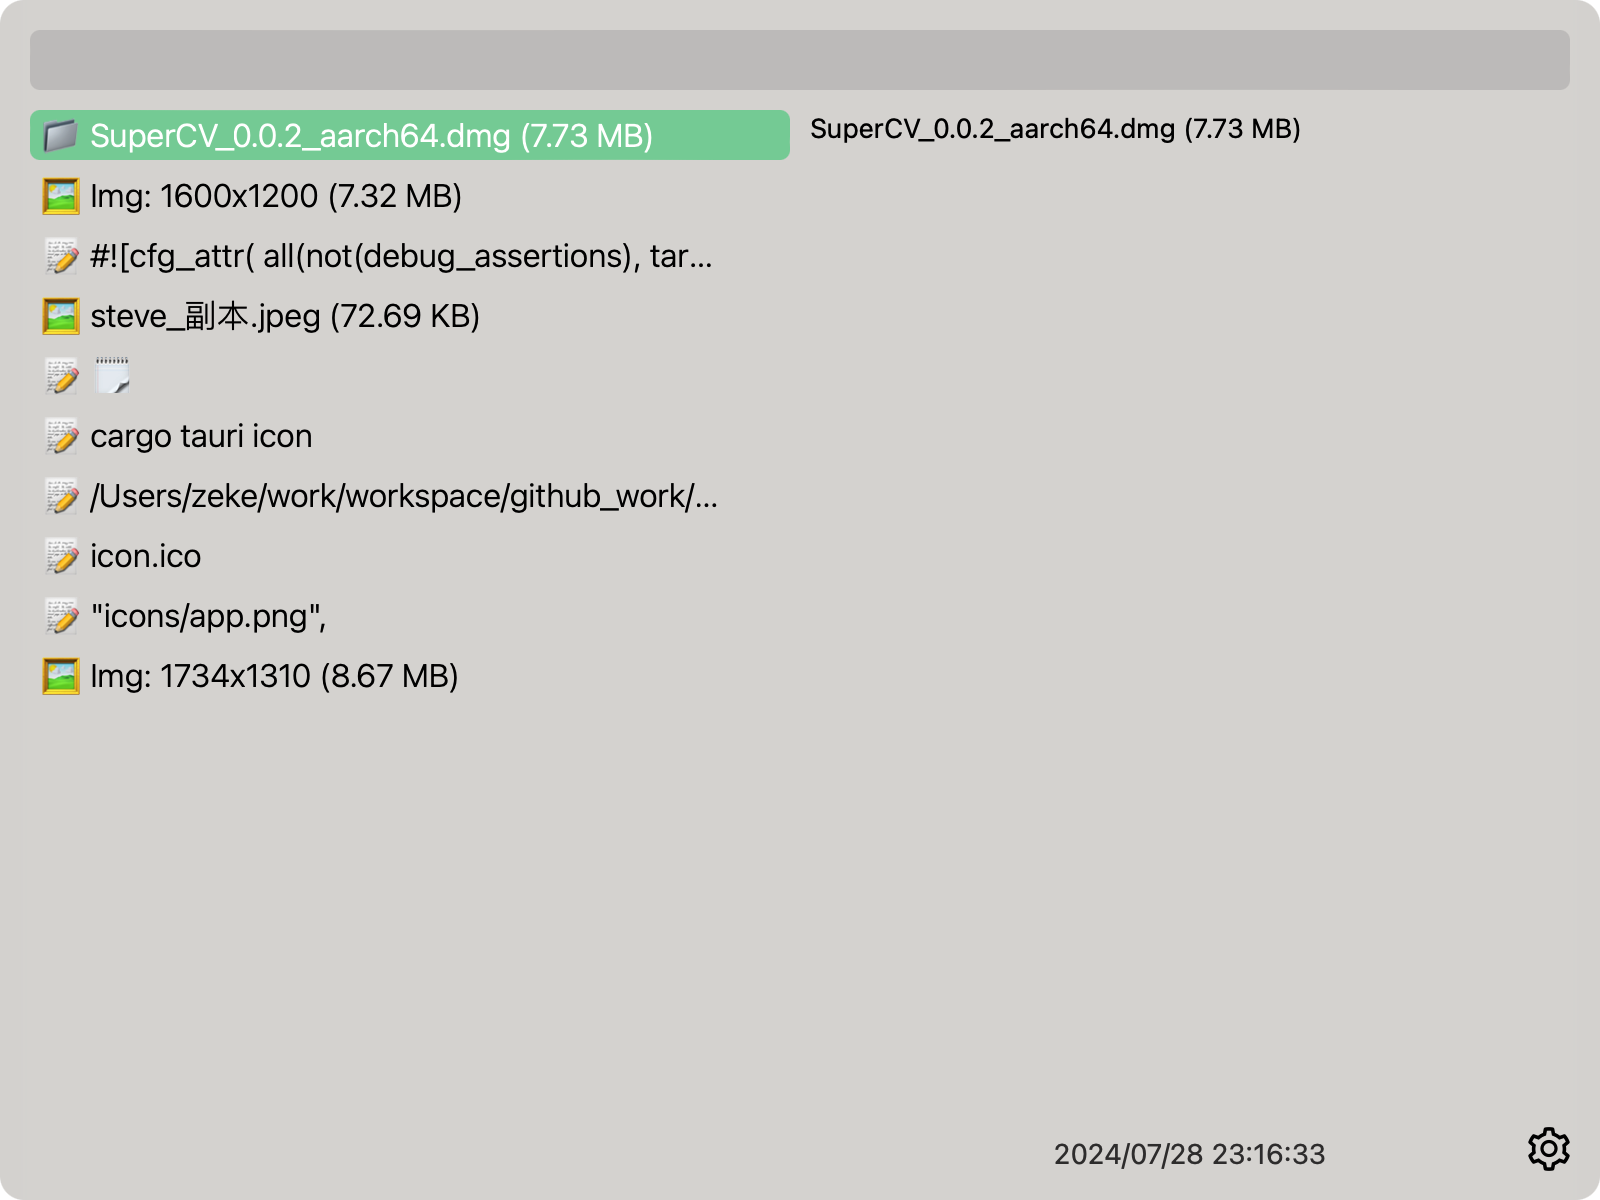 SuperCV_0.0.2_aarch64.dmg (7.73 MB)
SuperCV_0.0.2_aarch64.dmg (7.73 MB)
Img: 1600x1200 (7.32 MB)
#![cfg_attr( all(not(debug_assertions), tar...
steve_副本.jpeg (72.69 KB)
cargo tauri icon
/Users/zeke/work/workspace/github_work/...
icon.ico
"icons/app.png",
Img: 1734x1310 (8.67 MB)
2024/07/28 23:16:33